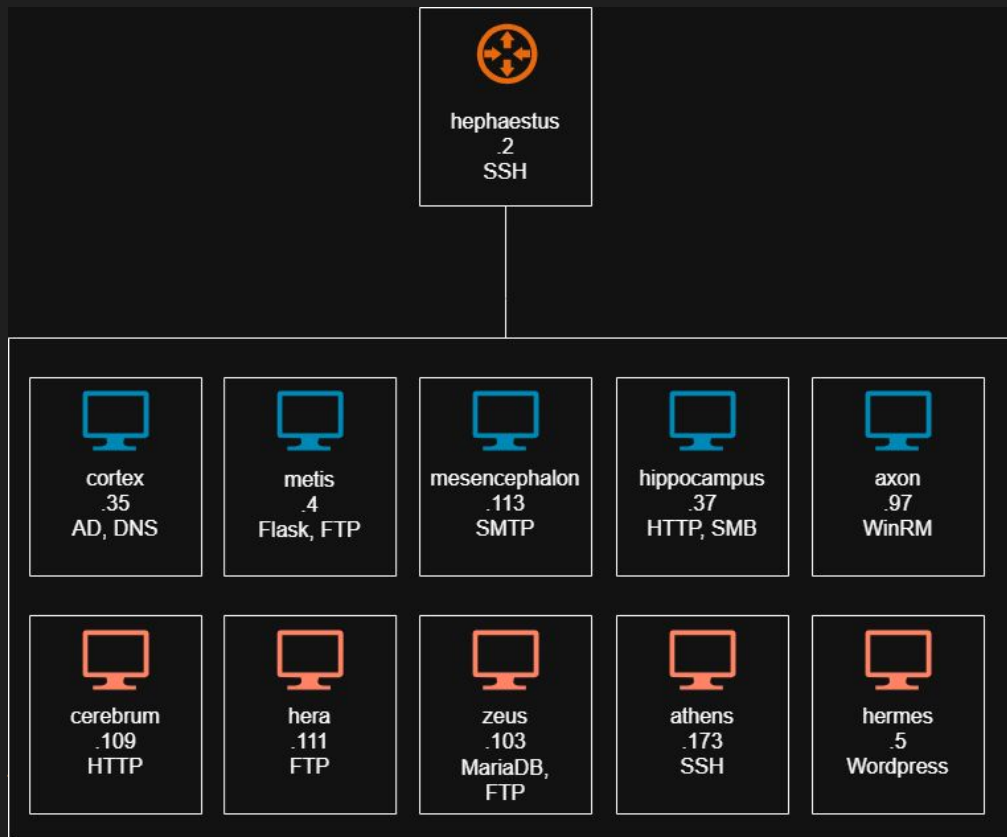 hephaestus
.2
SSH
cortex
.35
AD, DNS
metis
.4
Flask, FTP
mesencephalon
.113
SMTP
hippocampus
.37
HTTP, SMB
axon
.97
WinRM
cerebrum
.109
HTTP
hera
.111
FTP
zeus
.103
MariaDB,
FTP
athens
.173
SSH
hermes
.5
Wordpress